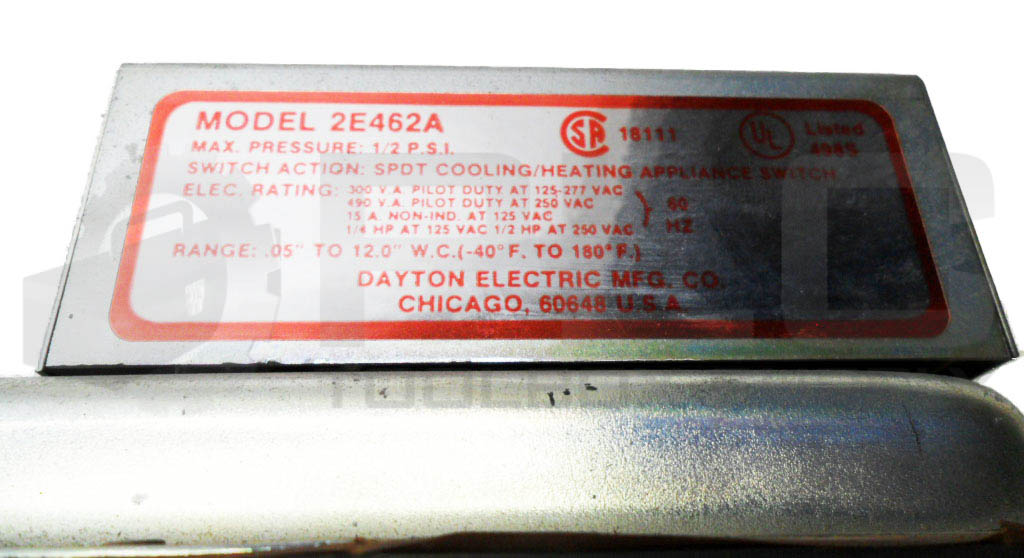 MODEL 2E462A
SA 16111
UL Listed 498S
MAX. PRESSURE: 1/2 P.S.I.
SWITCH ACTION: SPDT COOLING/HEATING APPLIANCE SWITCH
ELEC. RATING: 300 V.A. PILOT DUTY AT 125-277 VAC
490 V.A. PILOT DUTY AT 250 VAC
15 A. NON-IND. AT 125 VAC
1/4 HP AT 125 VAC 1/2 HP AT 250 VAC
60 HZ
RANGE: .05" TO 12.0" W.C.(-40°F. TO 180°F.)
DAYTON ELECTRIC MFG. CO.
CHICAGO, 60648 U.S.A.